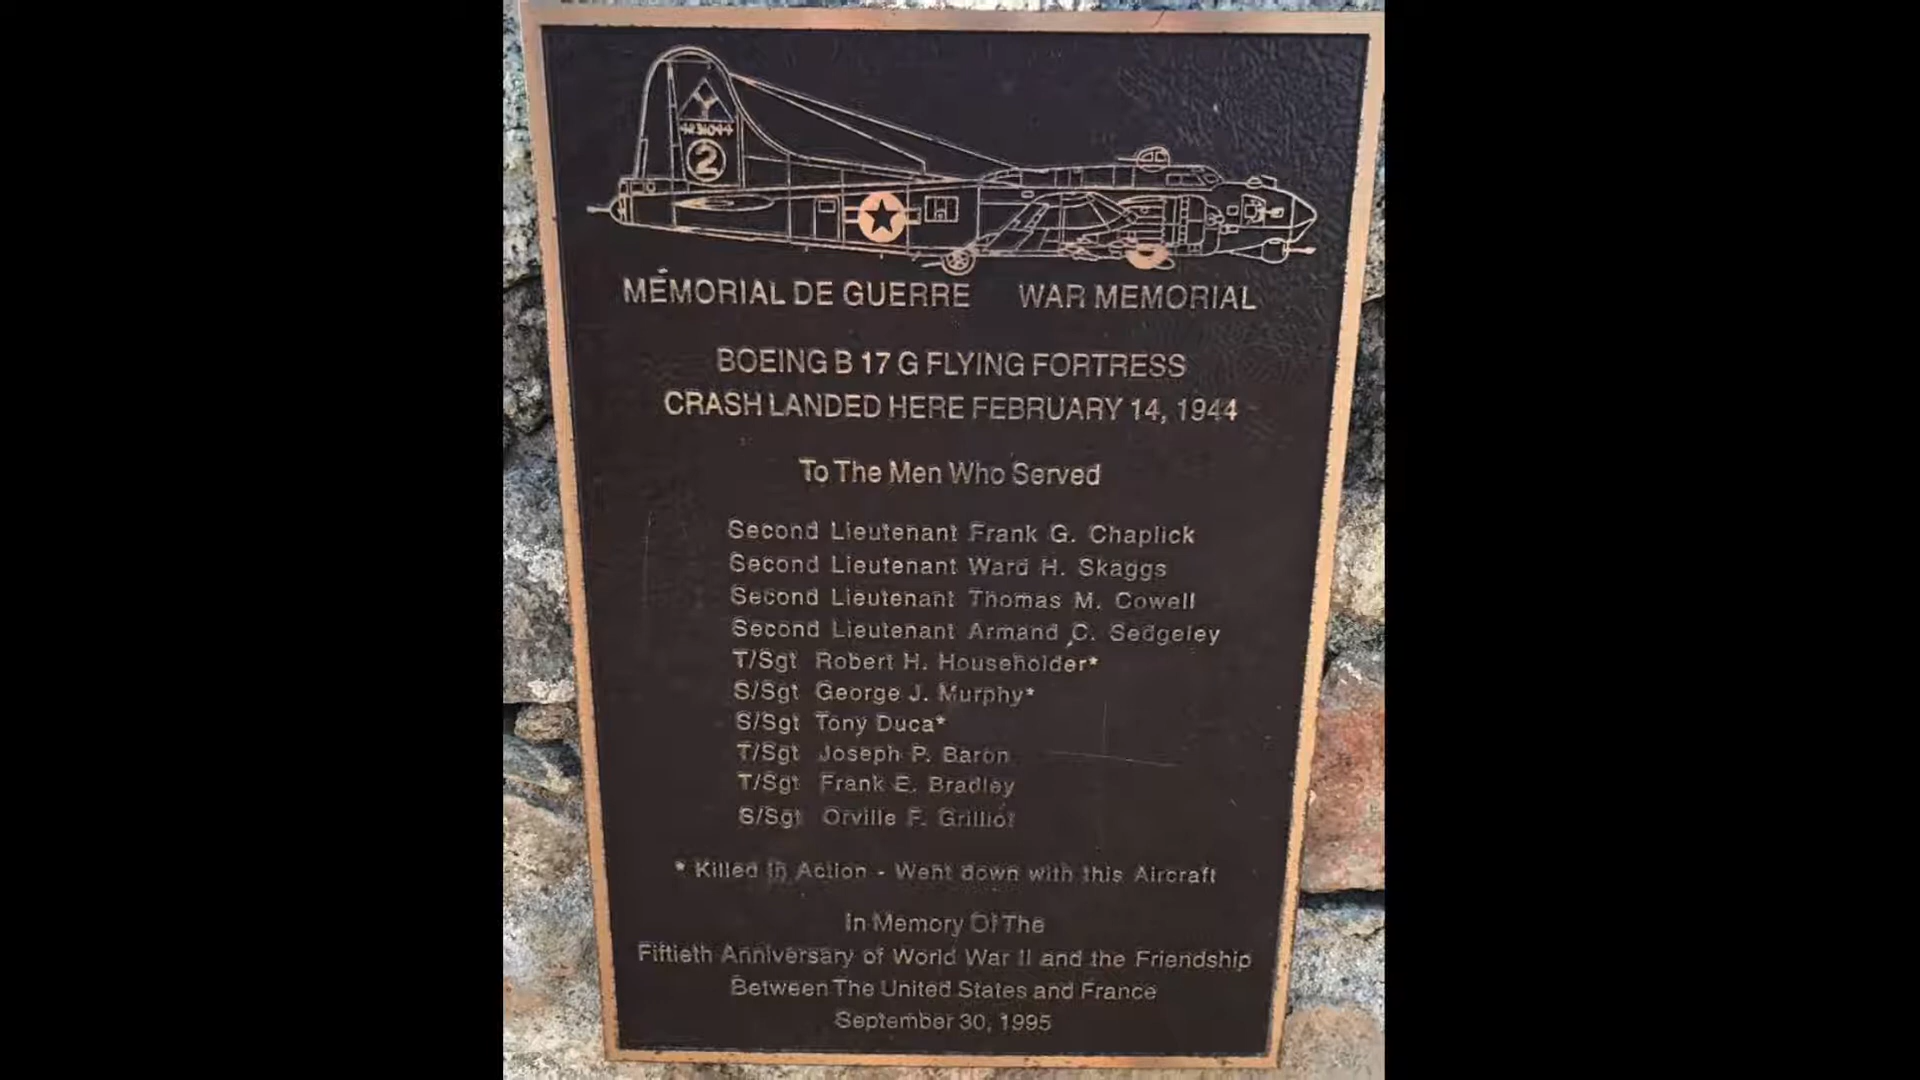 Y
4231044
2
MÉMORIAL DE GUERRE WAR MEMORIAL
BOEING B 17 G FLYING FORTRESS
CRASH LANDED HERE FEBRUARY 14, 1944
To The Men Who Served
Second Lieutenant Frank G. Chaplick
Second Lieutenant Ward H. Skaggs
Second Lieutenant Thomas M. Cowell
Second Lieutenant Armand C. Sedgeley
T/Sgt Robert H. Householder*
S/Sgt George J. Murphy*
S/Sgt Tony Duca*
T/Sgt Joseph P. Baron
T/Sgt Frank E. Bradley
S/Sgt Orville F. Grilliot
* Killed In Action - Went down with this Aircraft
In Memory Of The
Fiftieth Anniversary of World War II and the Friendship
Between The United States and France
September 30, 1995